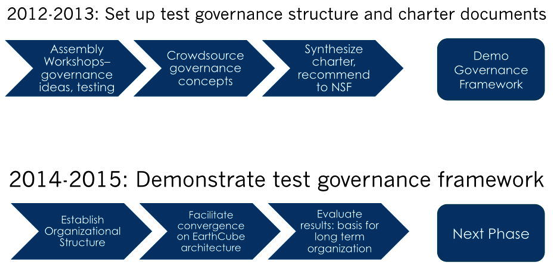 2012-2013: Set up test governance structure and charter documents
Assembly
Workshops–
governance
ideas, testing
Crowdsource
governance
concepts
Synthesize
charter,
recommend
to NSF
Demo
Governance
Framework
2014-2015: Demonstrate test governance framework
Establish
Organizational
Structure
Facilitate
convergence
on EarthCube
architecture
Evaluate
results: basis for
long term
organization
Next Phase